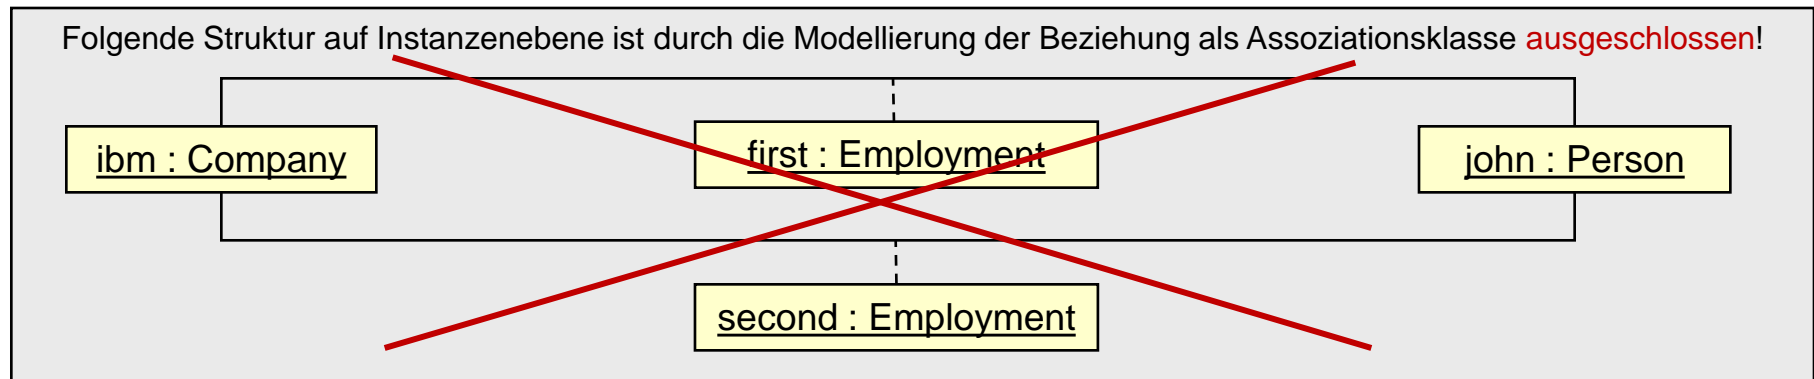 Folgende Struktur auf Instanzenebene ist durch die Modellierung der Beziehung als Assoziationsklasse ausgeschlossen!
ibm : Company
first : Employment
john : Person
second : Employment